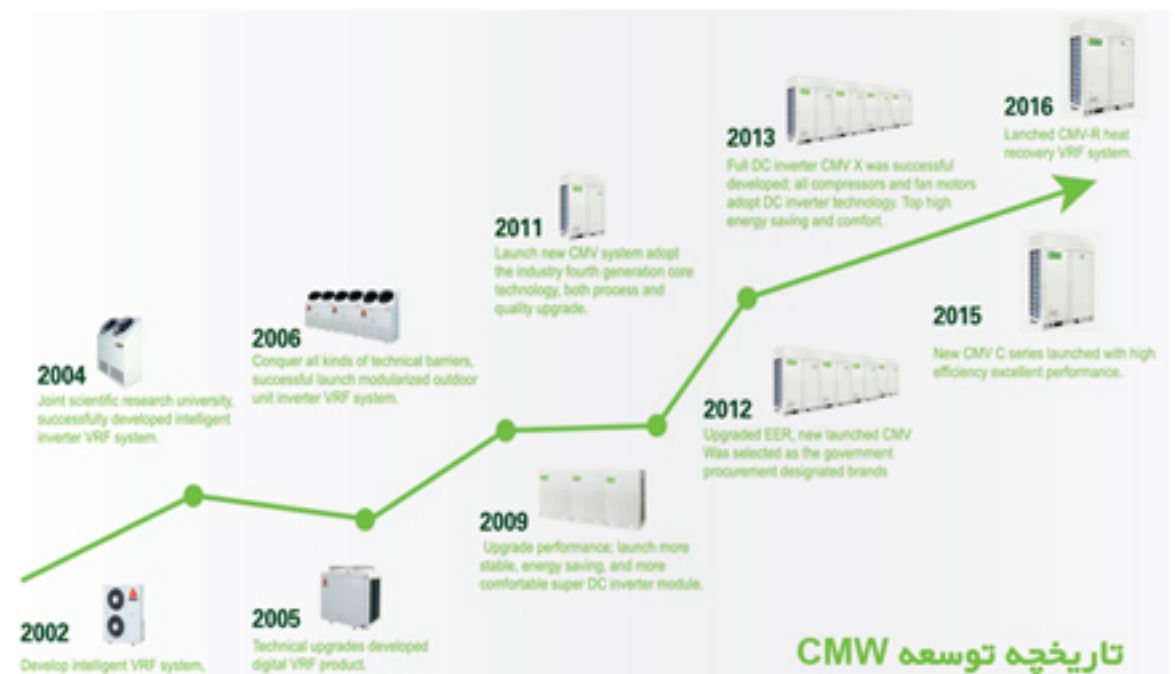 2002
Develop intelligent VRF system,
2004
Joint scientific research university,
successfully developed intelligent
inverter VRF system.
2005
Technical upgrades developed
digital VRF product.
2006
Conquer all kinds of technical barriers,
successful launch modularized outdoor
unit inverter VRF system.
2009
Upgrade performance; launch more
stable, energy saving, and more
comfortable super DC inverter module.
2011
Launch new CMV system adopt
the industry fourth generation core
technology, both process and
quality upgrade.
2012
Upgraded EER, new launched CMV
Was selected as the government
procurement designated brands
2013
Full DC inverter CMV X was successful
developed; all compressors and fan motors
adopt DC inverter technology. Top high
energy saving and comfort.
2015
New CMV C series launched with high
efficiency excellent performance.
2016
Lanched CMV-R heat
recovery VRF system.
تاریخچه توسعه CMW